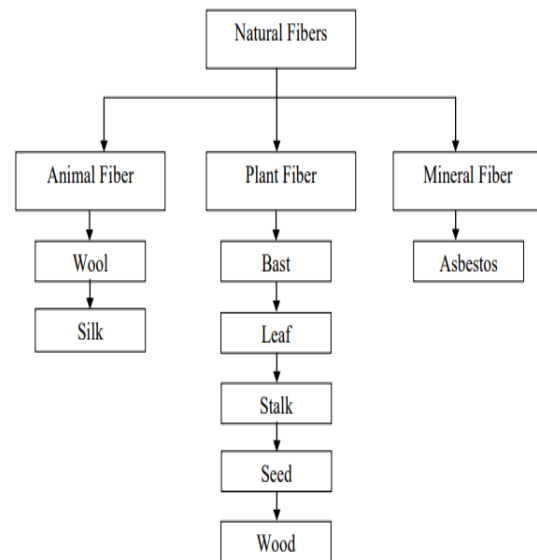 Natural Fibers
Animal Fiber
Plant Fiber
Mineral Fiber
Wool
Bast
Asbestos
Silk
Leaf
Stalk
Seed
Wood